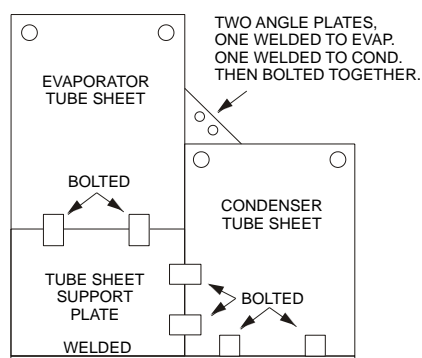 TWO ANGLE PLATES,
ONE WELDED TO EVAP.
ONE WELDED TO COND.
THEN BOLTED TOGETHER.
EVAPORATOR
TUBE SHEET
BOLTED
CONDENSER
TUBE SHEET
TUBE SHEET
SUPPORT
PLATE
BOLTED
WELDED